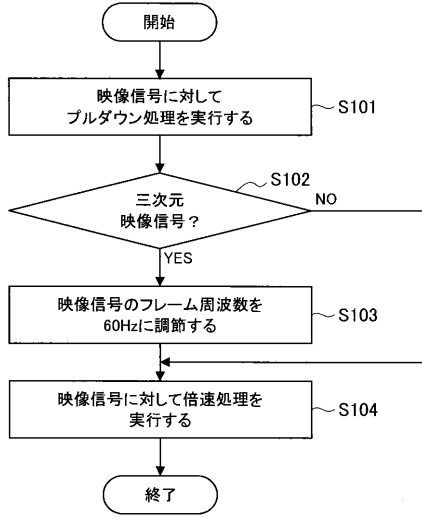 開始
映像信号に対して
プルダウン処理を実行する
S101
S102
三次元
映像信号？
NO
YES
映像信号のフレーム周波数を
60Hzに調節する
S103
映像信号に対して倍速処理を
実行する
S104
終了